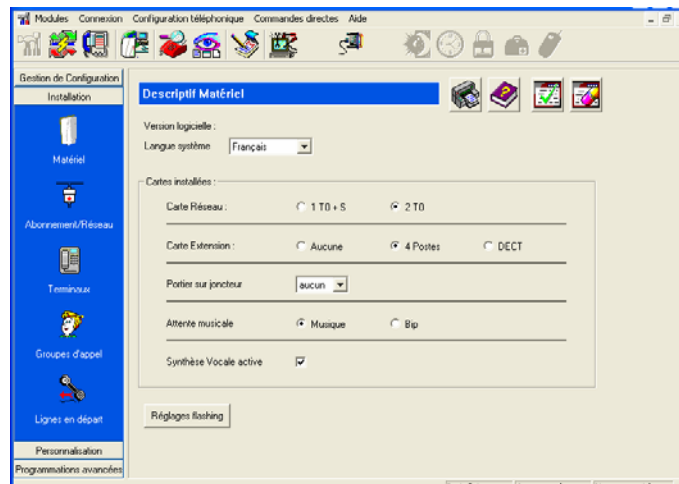 Modules Connexion Configuration téléphonique Commandes directes Aide
Gestion de Configuration
Installation
Matériel
Abonnement/Réseau
Terminaux
Groupes d'appel
Lignes en départ
Personnalisation
Programmations avancées
Descriptif Matériel
Version logicielle :
Langue système Français
Cartes installées :
Carte Réseau : 1 T0 + S 2 T0
Carte Extension : Aucune 4 Postes DECT
Portier sur joncteur aucun
Attente musicale Musique Bip
Synthèse Vocale active
Réglages flashing